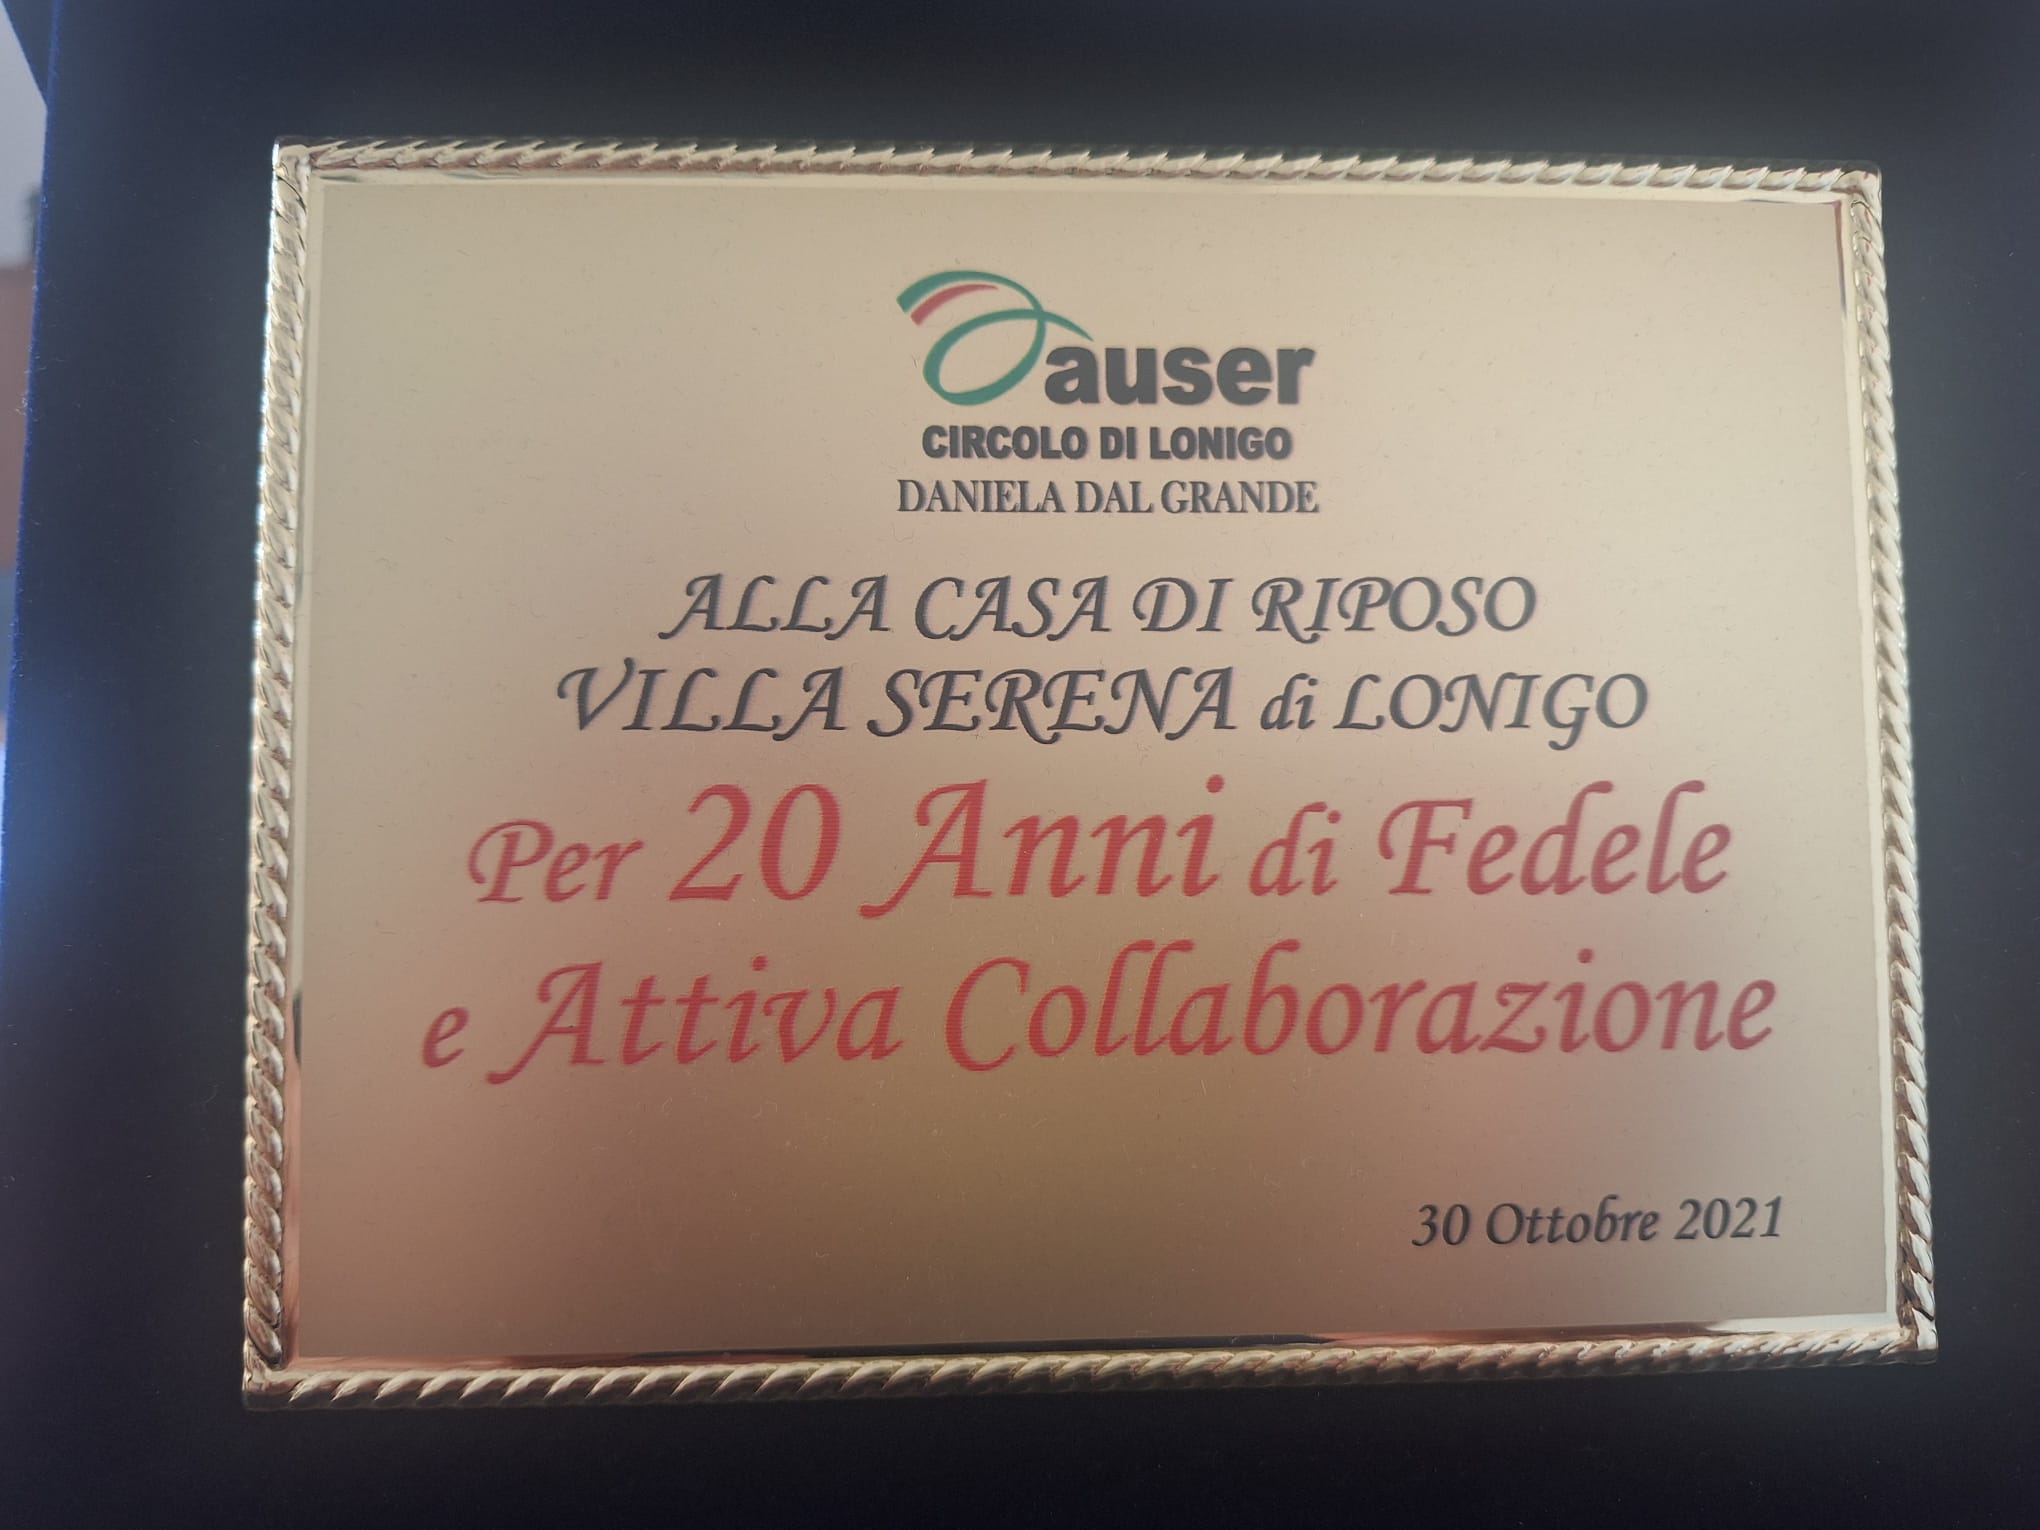 auser
CIRCOLO DI LONIGO
DANIELA DAL GRANDE
ALLA CASA DI RIPOSO
VILLA SERENA di LONIGO
Per 20 Anni di Fedele
e Attiva Collaborazione
30 Ottobre 2021